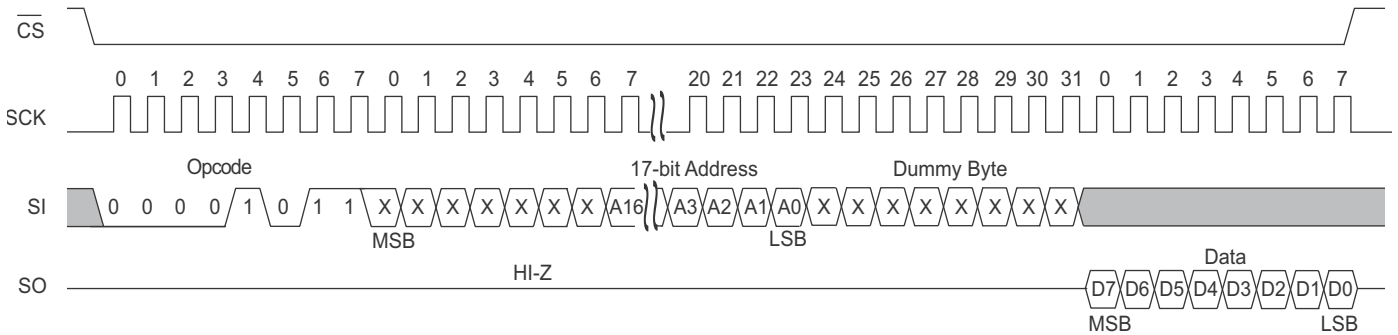 CS
0 1 2 3 4 5 6 7 0 1 2 3 4 5 6 7 20 21 22 23 24 25 26 27 28 29 30 31 0 1 2 3 4 5 6 7
SCK
Opcode 17-bit Address Dummy Byte
SI 0 0 0 0 1 0 1 1 X X X X X X X A16 A3 A2 A1 A0 X X X X X X X X
MSB LSB
HI-Z Data
SO D7 D6 D5 D4 D3 D2 D1 D0
MSB LSB